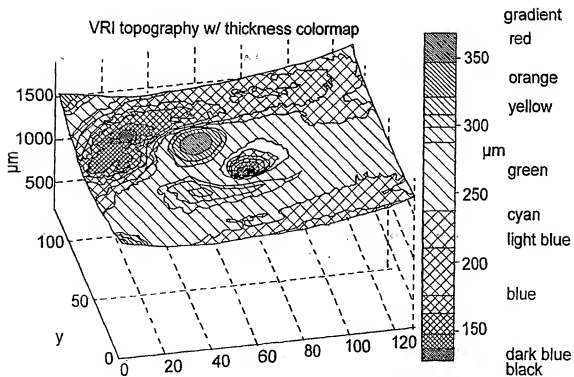 VRI topography w/ thickness colormap
gradient
red
orange
yellow
green
cyan
light blue
blue
dark blue
black
350
300
μm
250
200
150
1500
1000
500
μm
100
50
0
y
0
20
40
60
80
100
120